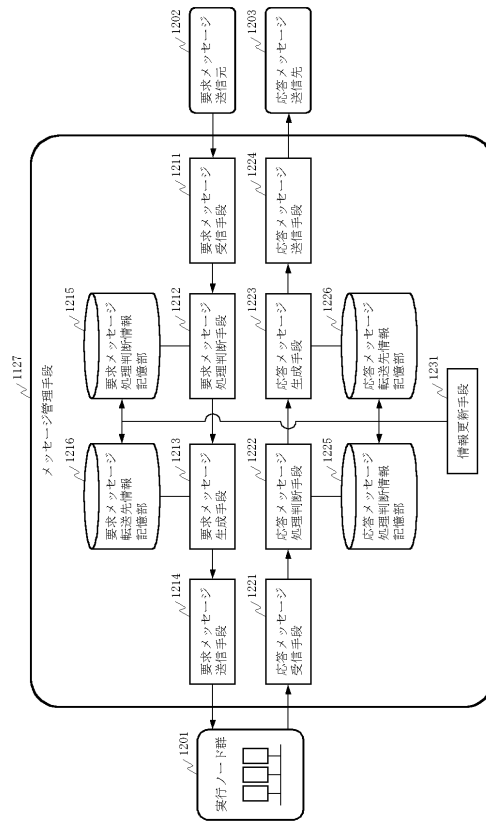 メッセージ管理手段
1127
1216
要求メッセージ
転送先情報
記憶部
1215
要求メッセージ
処理判断情報
記憶部
1214
要求メッセージ
送信手段
1213
要求メッセージ
生成手段
1212
要求メッセージ
処理判断手段
1211
要求メッセージ
受信手段
1202
要求メッセージ
送信元
1201
実行ノード群
1221
応答メッセージ
受信手段
1222
応答メッセージ
処理判断手段
1223
応答メッセージ
生成手段
1224
応答メッセージ
送信手段
1203
応答メッセージ
送信先
1225
応答メッセージ
処理判断情報
記憶部
1226
応答メッセージ
転送先情報
記憶部
1231
情報更新手段